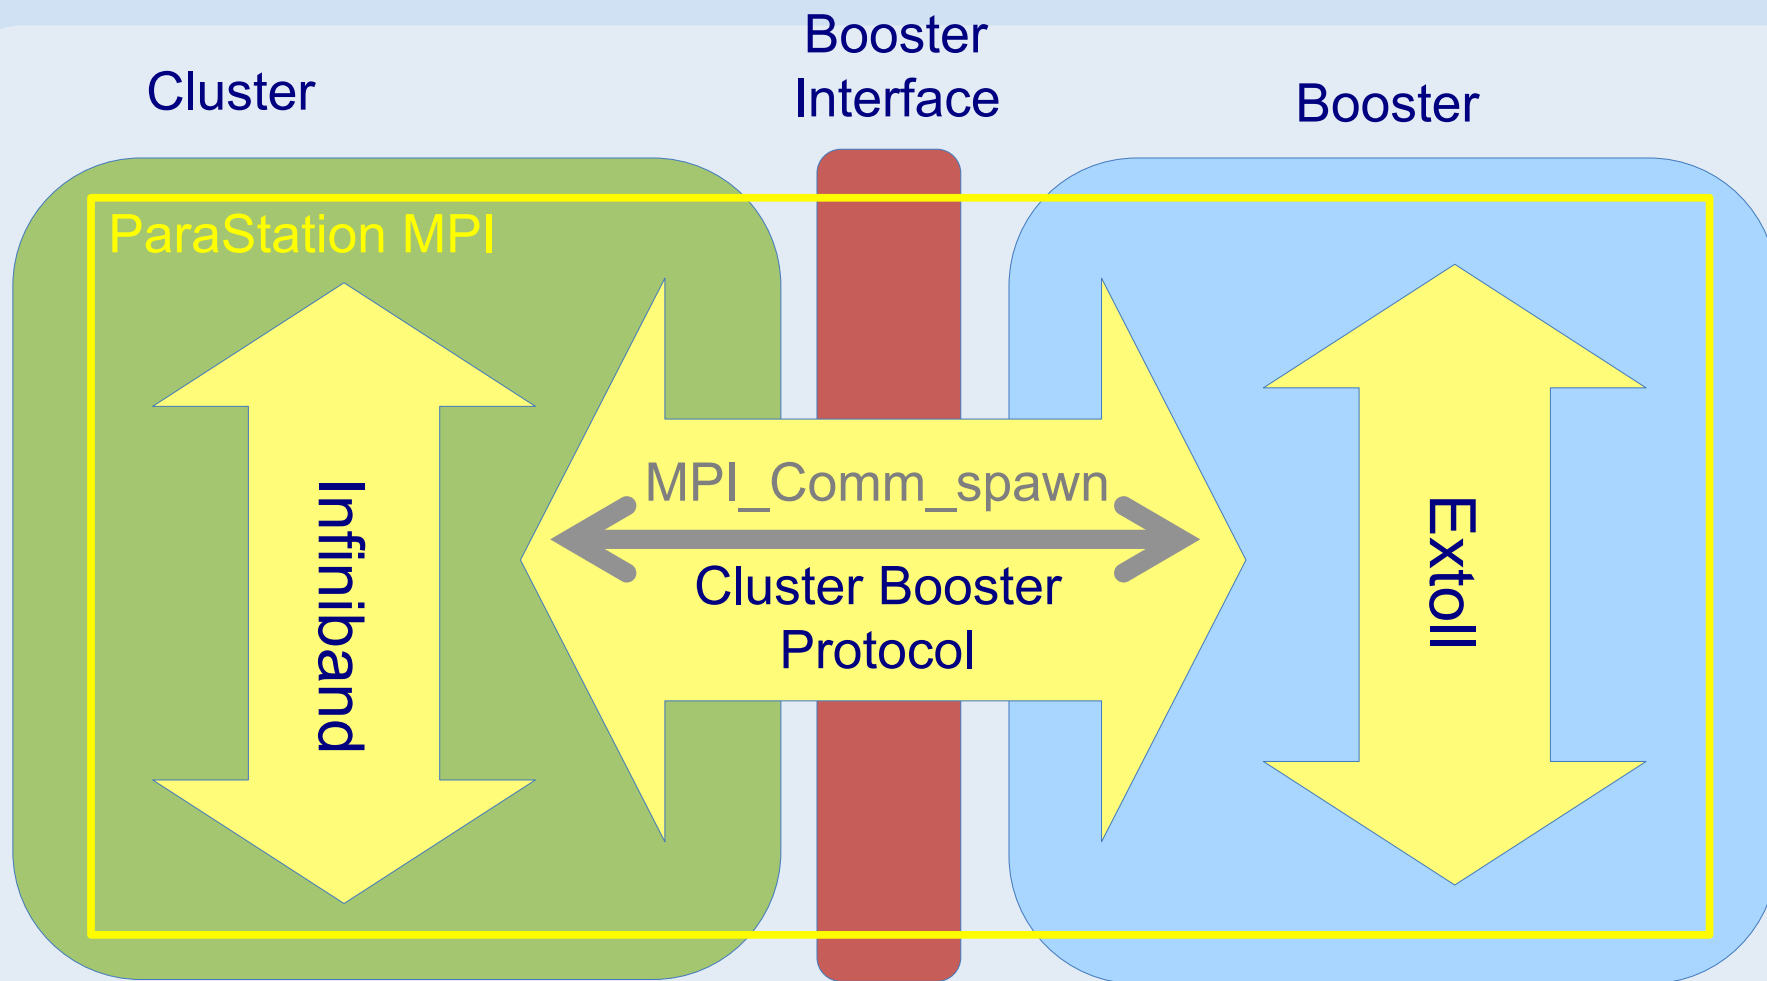 Cluster
Booster
Interface
Booster
ParaStation MPI
Infiniband
MPI_Comm_spawn
Cluster Booster
Protocol
Extoll